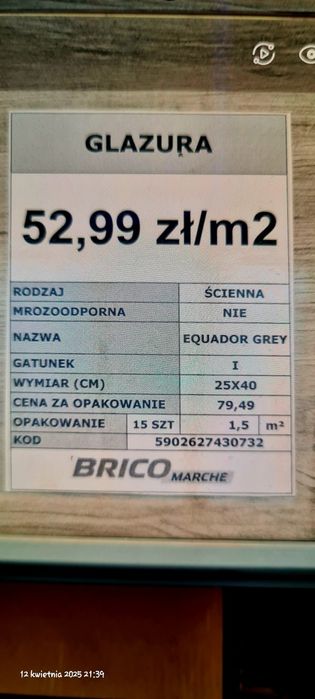 GLAZURA
52,99 zł/m2
RODZAJ ŚCIENNA
MROZOODPORNA NIE
NAZWA EQUADOR GREY
GATUNEK I
WYMIAR (CM) 25X40
CENA ZA OPAKOWANIE 79,49
OPAKOWANIE 15 SZT 1,5 m²
KOD 5902627430732
BRICO MARCHE
12 kwietnia 2025 21:39